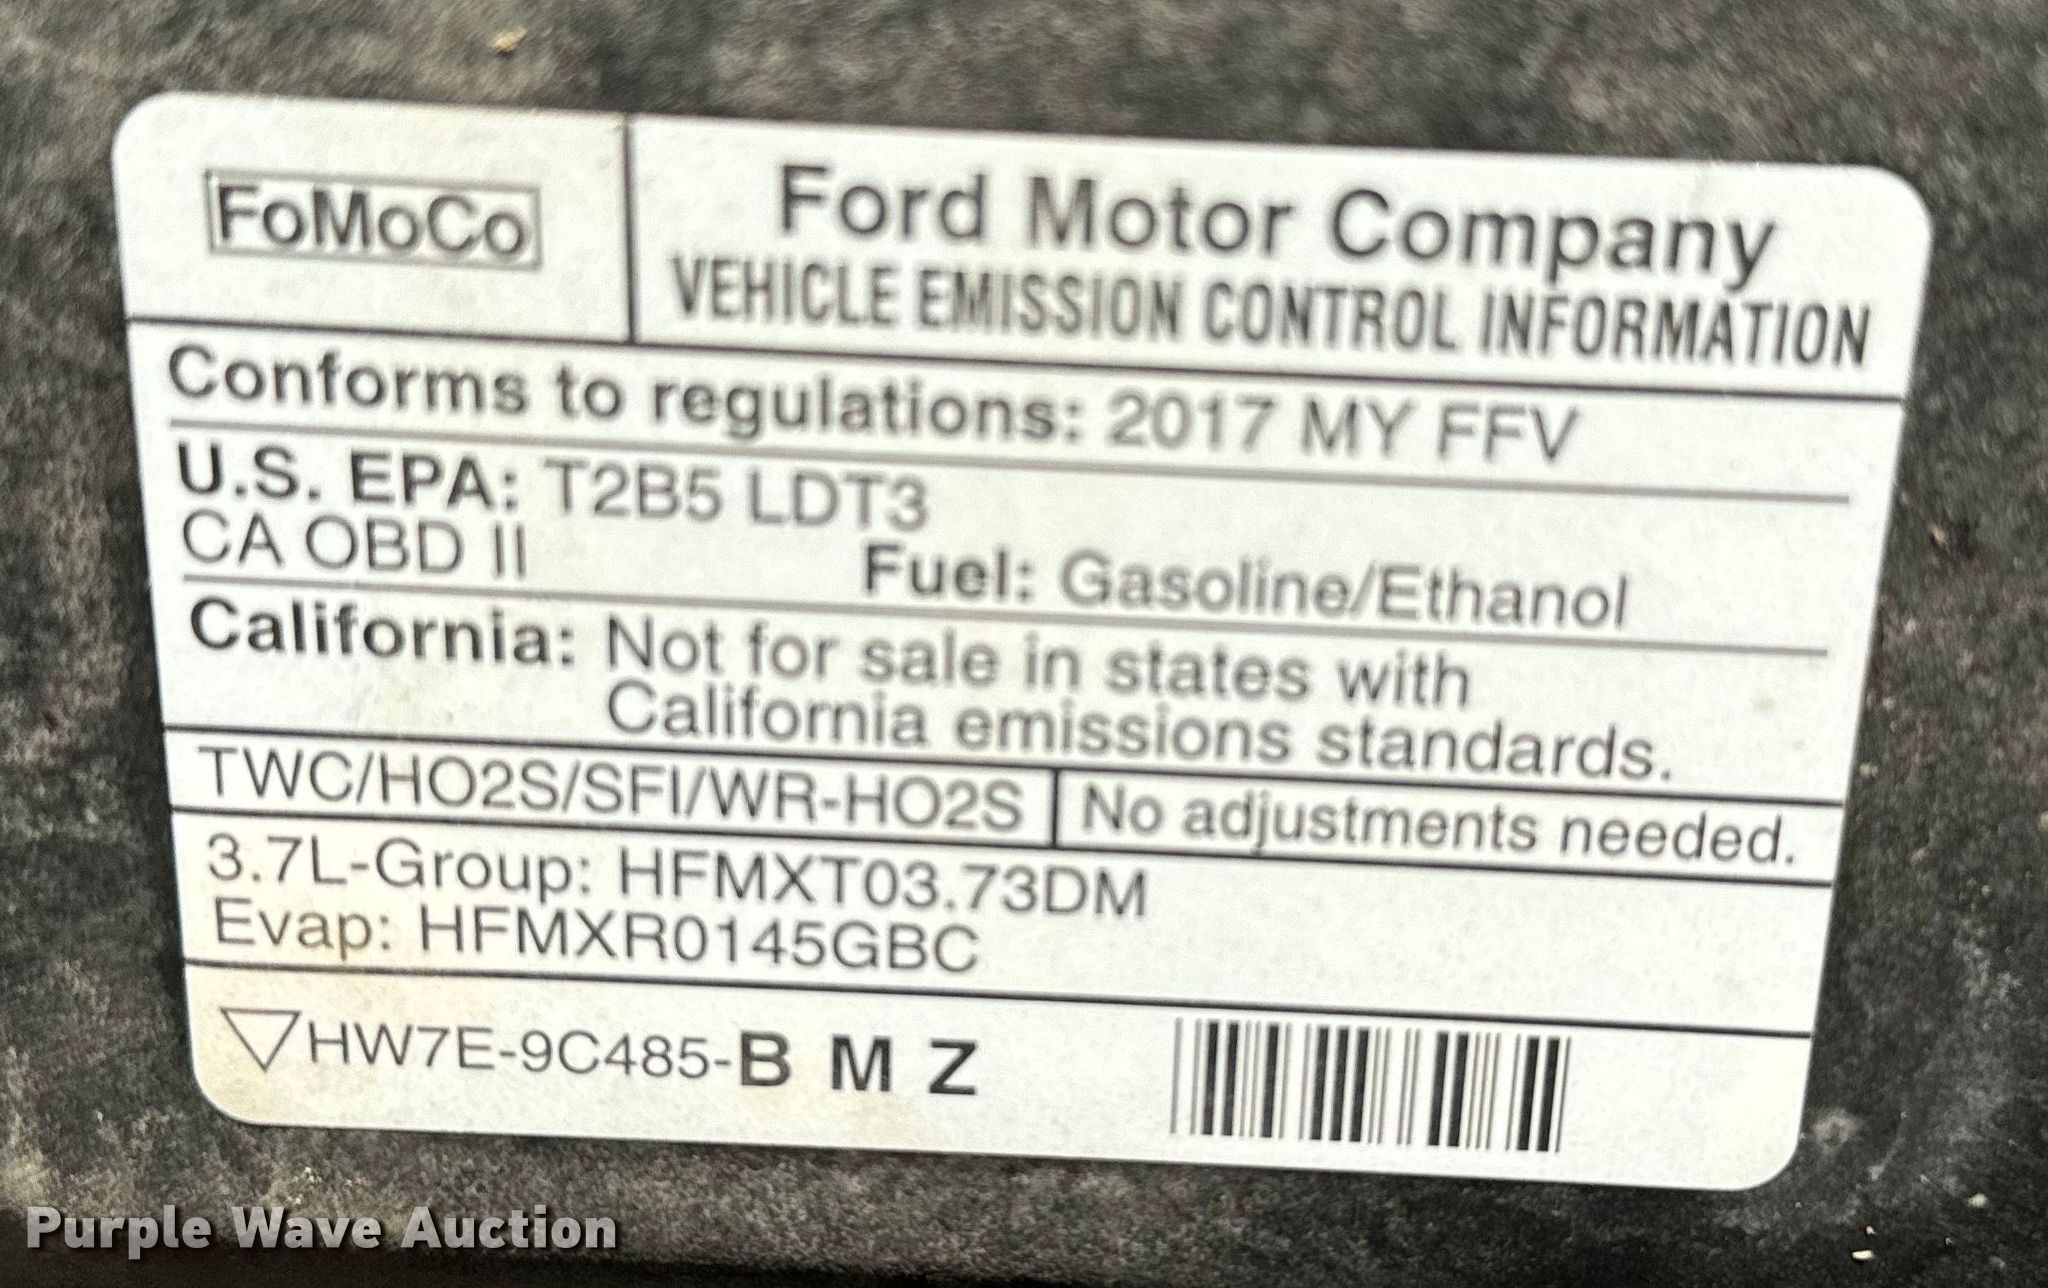 FoMoCo
Ford Motor Company
VEHICLE EMISSION CONTROL INFORMATION
Conforms to regulations: 2017 MY FFV
U.S. EPA: T2B5 LDT3
CA OBD II Fuel: Gasoline/Ethanol
California: Not for sale in states with
California emissions standards.
TWC/HO2S/SFI/WR-HO2S No adjustments needed.
3.7L-Group: HFMXT03.73DM
Evap: HFMXR0145GBC
HW7E-9C485-B M Z
Purple Wave Auction